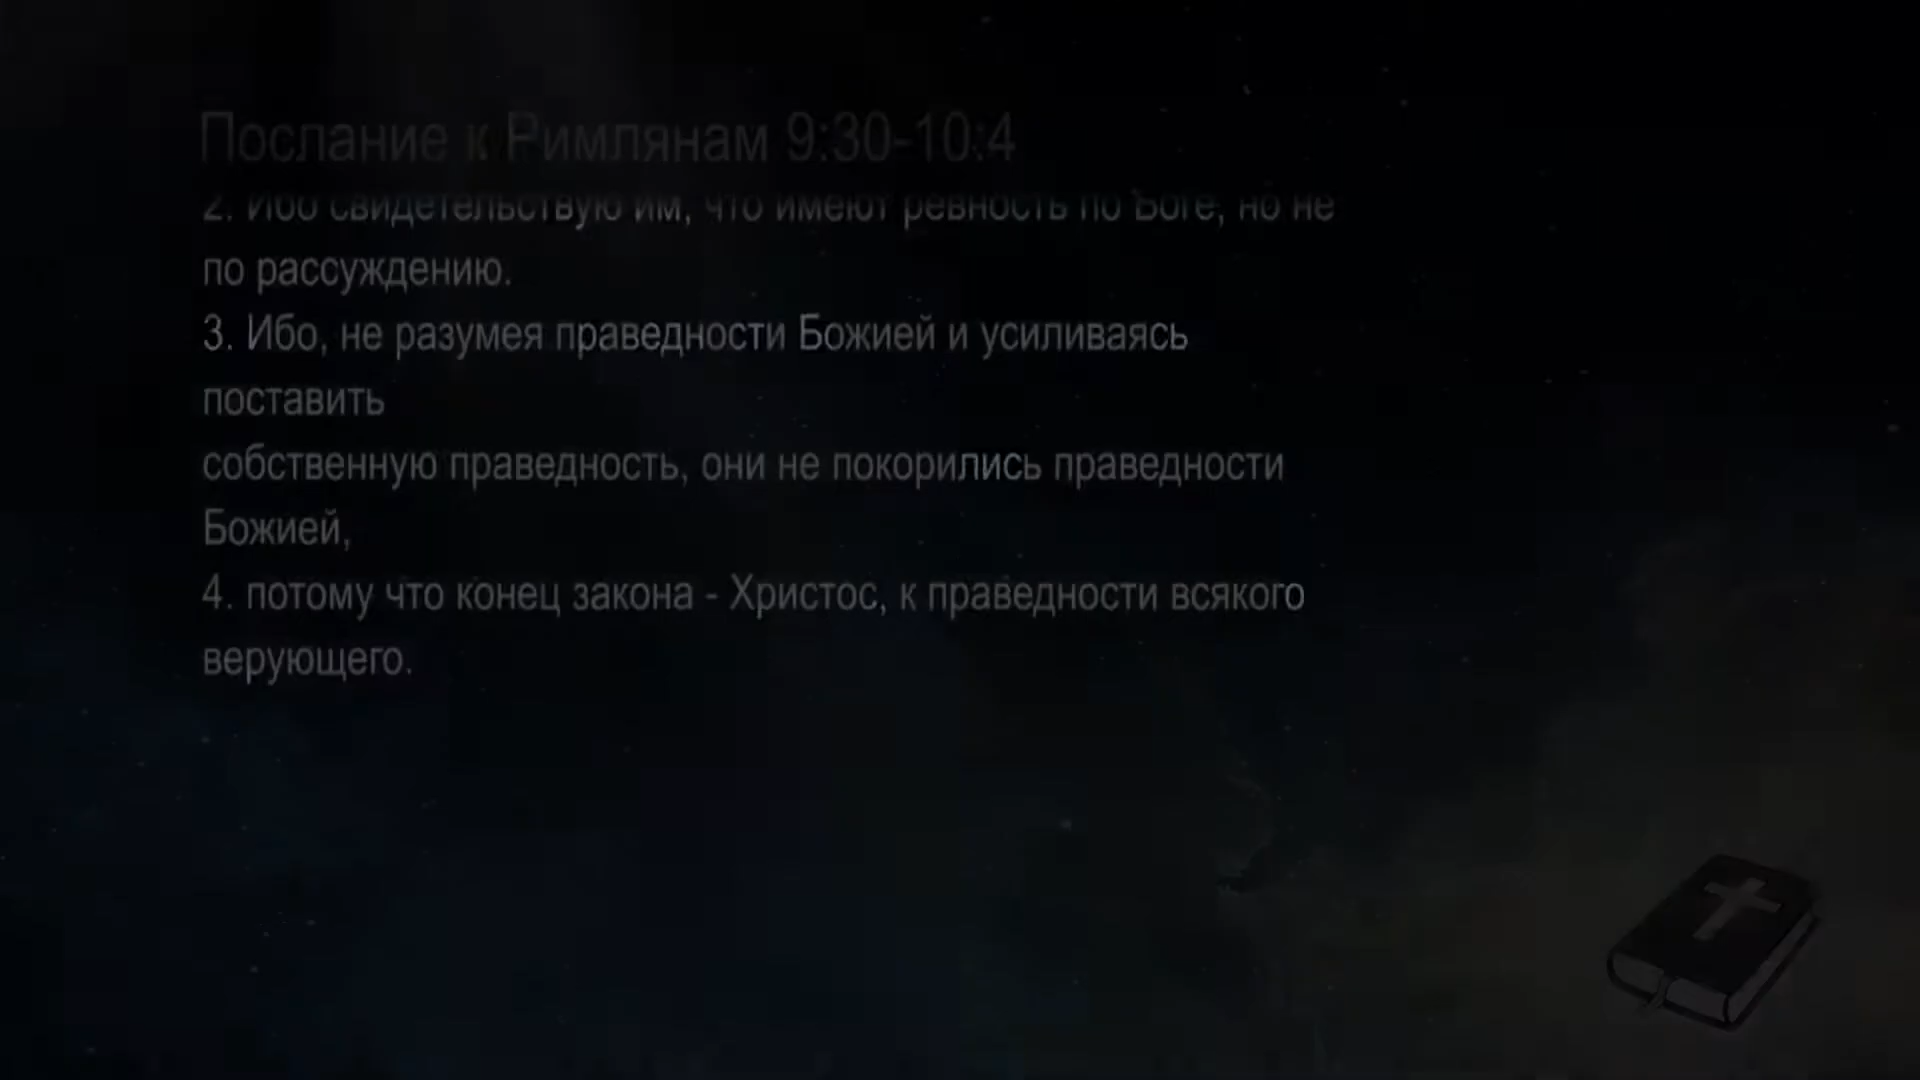 Послание к Римлянам 9:30-10:4
2. Ибо свидетельствую им, что имеют ревность по Боге, но не
по рассуждению.
3. Ибо, не разумея праведности Божией и усиливаясь
поставить
собственную праведность, они не покорились праведности
Божией,
4. потому что конец закона - Христос, к праведности всякого
верующего.